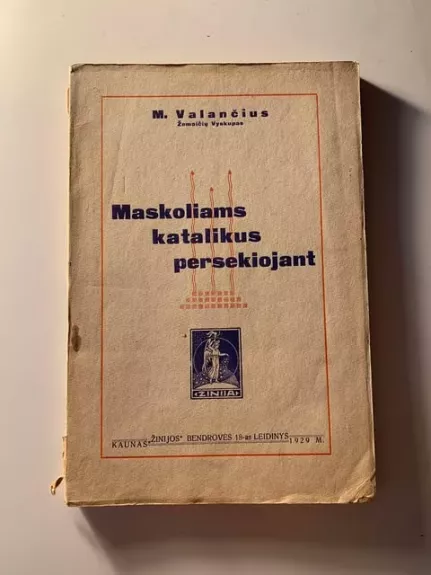 M. Valančius
Žemaičių Vyskupas
Maskoliams
katalikus
persekiojant
ŽINIJA
KAUNAS "ŽINIJOS" BENDROVĖS 18-as LEIDINYS 1929 M.